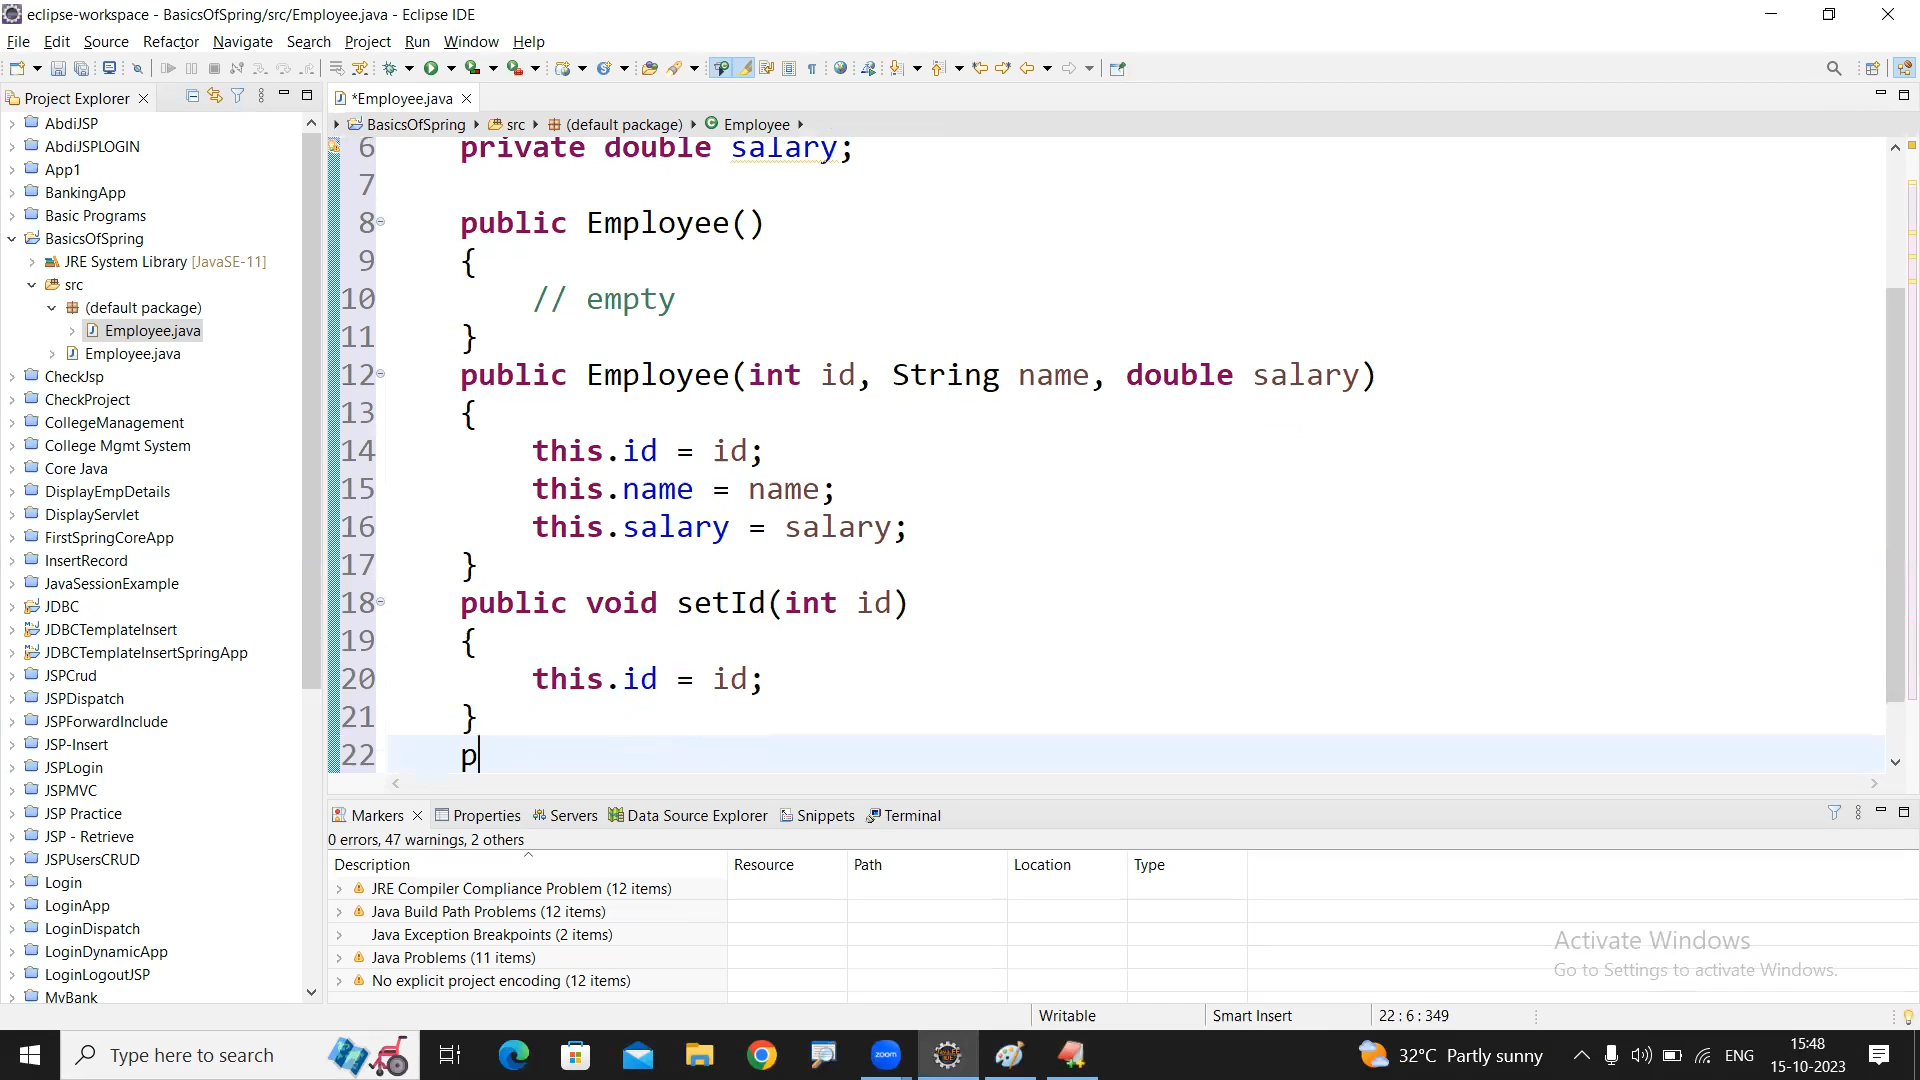 eclipse-workspace - BasicsOfSpring/src/Employee.java - Eclipse IDE
File Edit Source Refactor Navigate Search Project Run Window Help
Project Explorer
*Employee.java
BasicsOfSpring src (default package) Employee
AbdiJSP
AbdiJSPLOGIN
App1
BankingApp
Basic Programs
BasicsOfSpring
JRE System Library [JavaSE-11]
src
(default package)
Employee.java
Employee.java
CheckJsp
CheckProject
CollegeManagement
College Mgmt System
Core Java
DisplayEmpDetails
DisplayServlet
FirstSpringCoreApp
InsertRecord
JavaSessionExample
JDBC
JDBCTemplateInsert
JDBCTemplateInsertSpringApp
JSPCrud
JSPDispatch
JSPForwardInclude
JSP-Insert
JSPLogin
JSPMVC
JSP Practice
JSP - Retrieve
JSPUsersCRUD
Login
LoginApp
LoginDispatch
LoginDynamicApp
LoginLogoutJSP
MyBank
6 private double salary;
7
8 public Employee()
9 {
10 // empty
11 }
12 public Employee(int id, String name, double salary)
13 {
14 this.id = id;
15 this.name = name;
16 this.salary = salary;
17 }
18 public void setId(int id)
19 {
20 this.id = id;
21 }
22 p
Markers Properties Servers Data Source Explorer Snippets Terminal
0 errors, 47 warnings, 2 others
Description Resource Path Location Type
JRE Compiler Compliance Problem (12 items)
Java Build Path Problems (12 items)
Java Exception Breakpoints (2 items)
Java Problems (11 items)
No explicit project encoding (12 items)
Activate Windows
Go to Settings to activate Windows.
Writable Smart Insert 22 : 6 : 349
Type here to search
zoom
32°C Partly sunny
ENG
15:48
15-10-2023